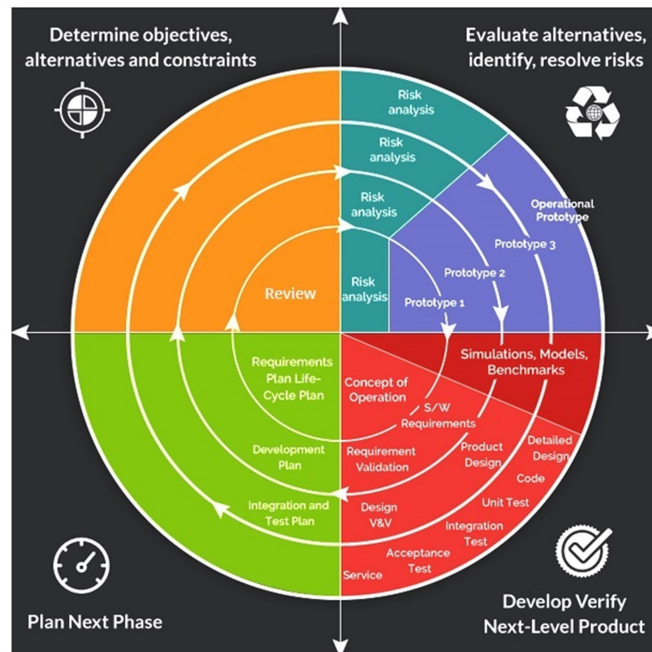 Determine objectives,
alternatives and constraints
Evaluate alternatives,
identify, resolve risks
Risk
analysis
Risk
analysis
Risk
analysis
Risk
analysis
Operational
Prototype
Prototype 3
Prototype 2
Prototype 1
Review
Requirements
Plan Life-
Cycle Plan
Development
Plan
Integration and
Test Plan
Concept of
Operation
Simulations, Models,
Benchmarks
S/W
Requirements
Requirement
Validation
Product
Design
Detailed
Design
Code
Unit Test
Design
V&V
Integration
Test
Acceptance
Test
Service
Plan Next Phase
Develop Verify
Next-Level Product